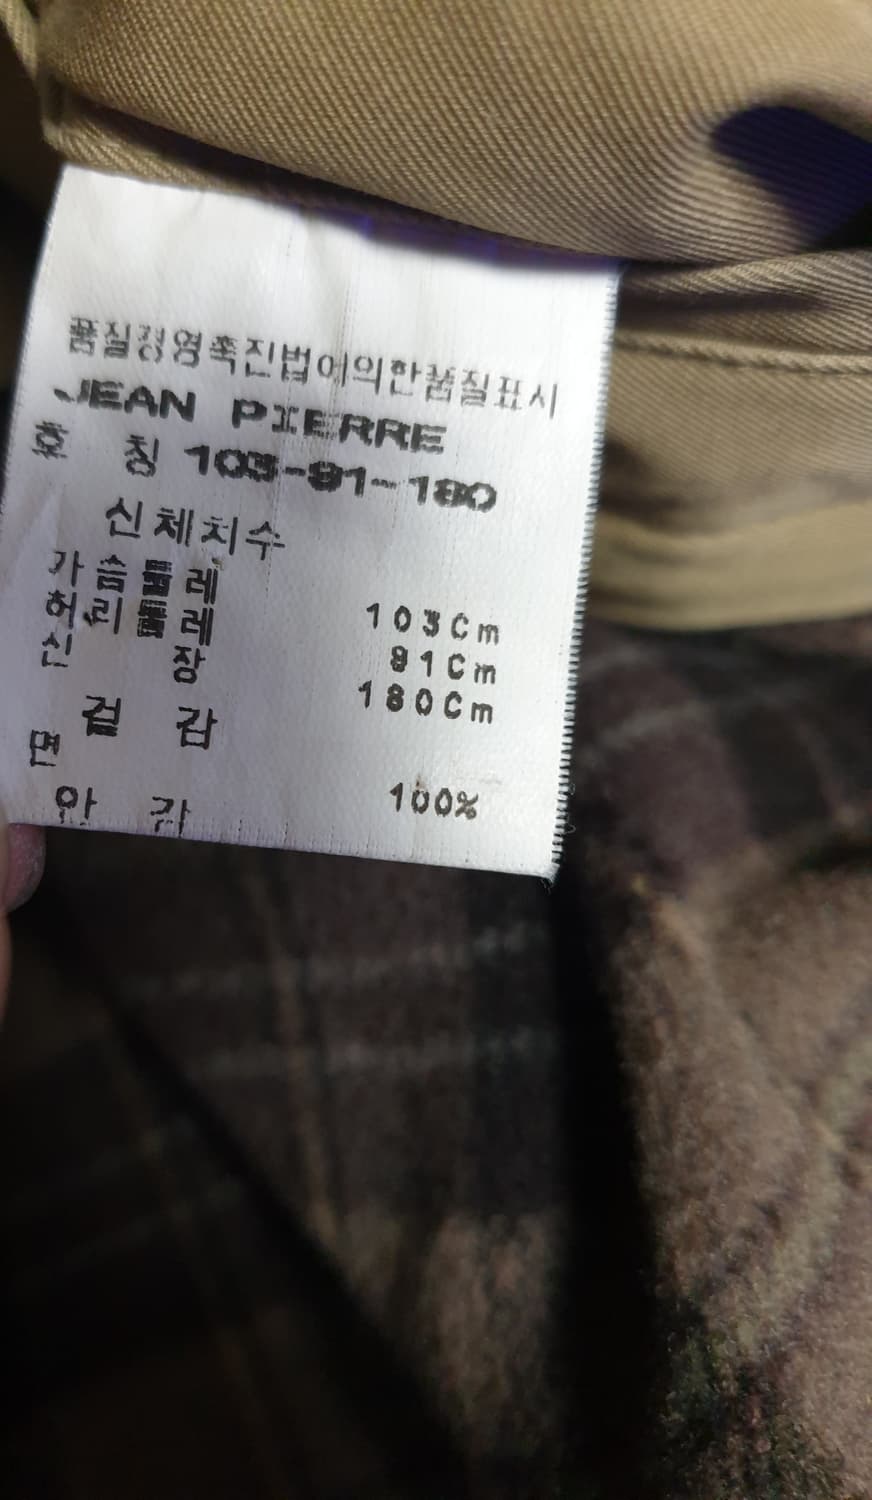 품질경영촉진법에의한품질표시
JEAN PIERRE
호 칭 103-91-180
신체치수
가슴둘레 103Cm
허리둘레 91Cm
신 장 180Cm
겉 감
면 100%
안 감